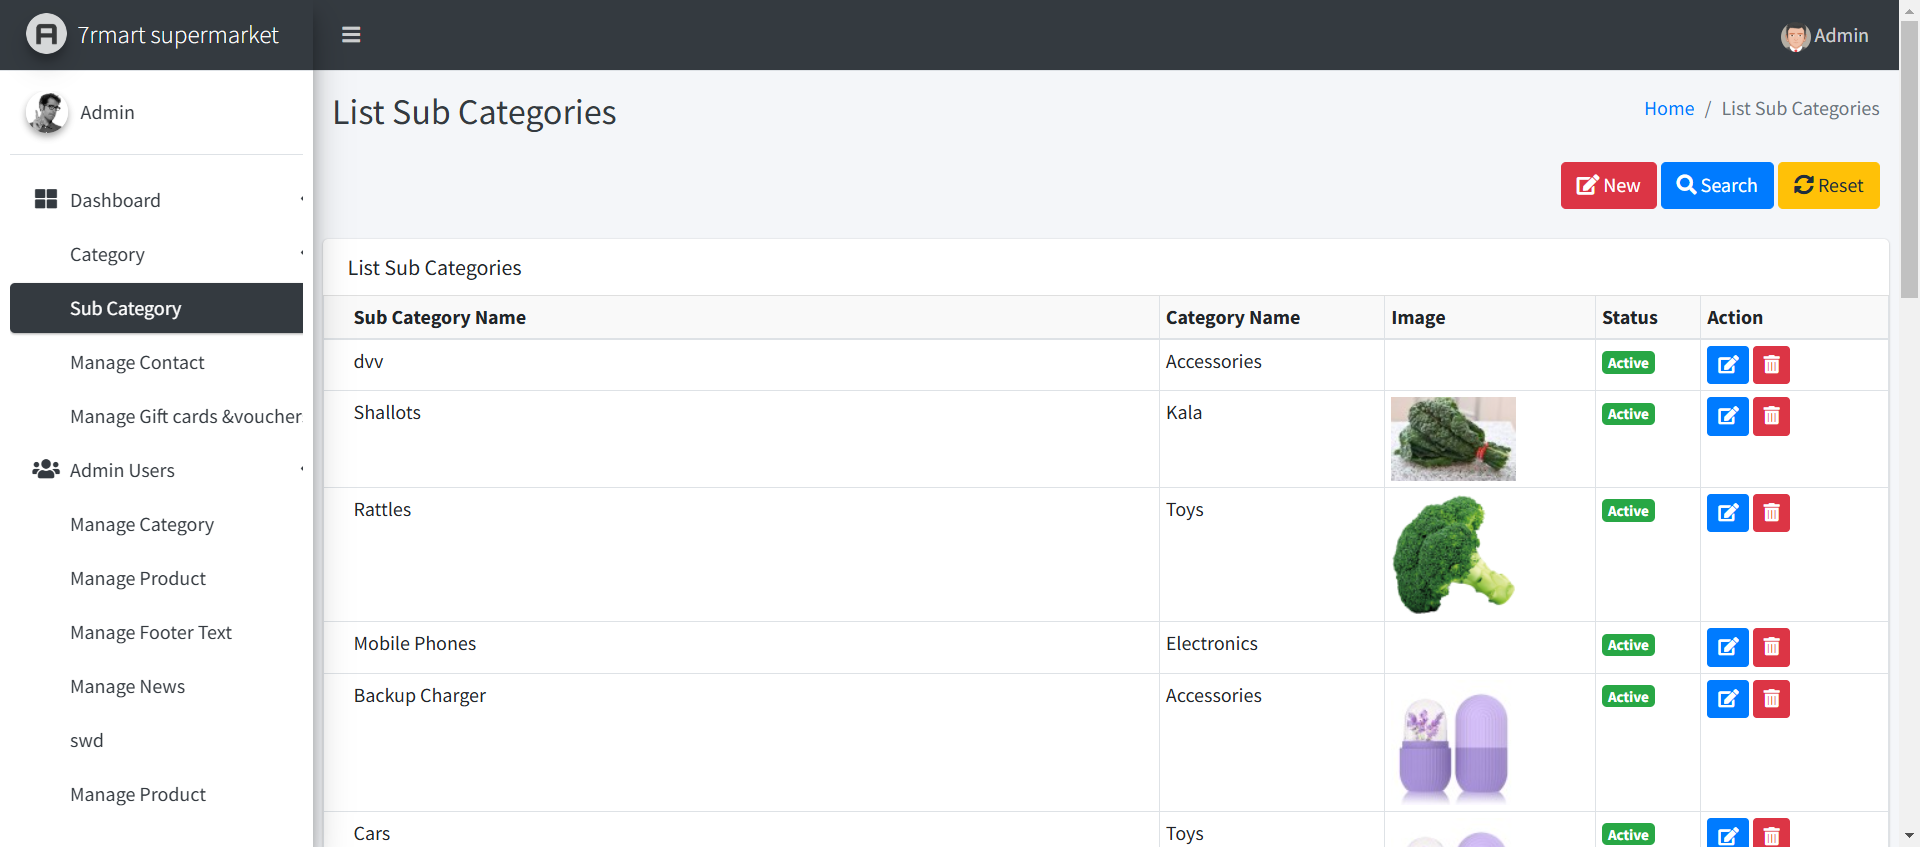 7rmart supermarket
Admin
Admin
List Sub Categories
Home / List Sub Categories
New
Search
Reset
Dashboard
Category
Sub Category
Manage Contact
Manage Gift cards &voucher
Admin Users
Manage Category
Manage Product
Manage Footer Text
Manage News
swd
Manage Product
List Sub Categories
Sub Category Name Category Name Image Status Action
dvv Accessories Active
Shallots Kala Active
Rattles Toys Active
Mobile Phones Electronics Active
Backup Charger Accessories Active
Cars Toys Active